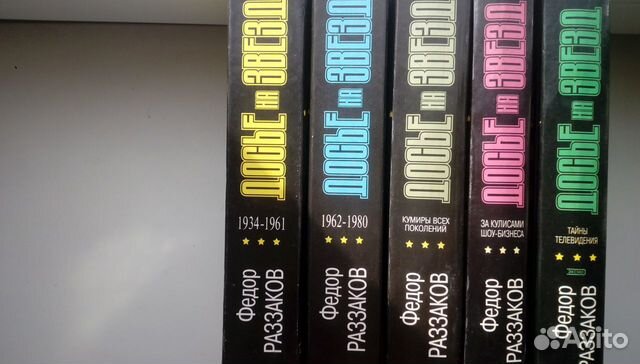 ДОСЬЕ НА ЗВЕЗД
1934-1961
Федор
РАЗЗАКОВ
ДОСЬЕ НА ЗВЕЗД
1962-1980
Федор
РАЗЗАКОВ
ДОСЬЕ НА ЗВЕЗД
КУМИРЫ ВСЕХ
ПОКОЛЕНИЙ
Федор
РАЗЗАКОВ
ДОСЬЕ НА ЗВЕЗД
ЗА КУЛИСАМИ
ШОУ-БИЗНЕСА
Федор
РАЗЗАКОВ
ДОСЬЕ НА ЗВЕЗД
ТАЙНЫ
ТЕЛЕВИДЕНИЯ
Федор
РАЗЗАКОВ
Avito